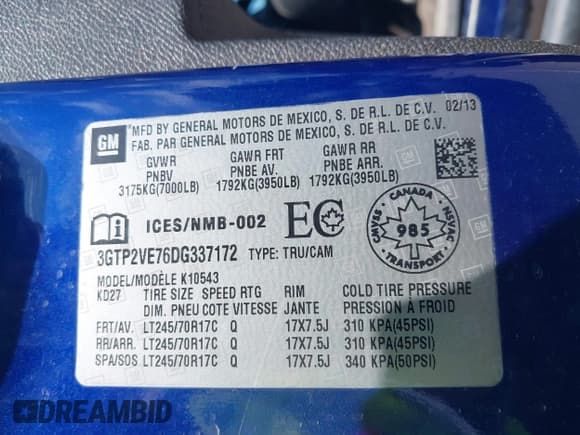 GM
MFD BY GENERAL MOTORS DE MEXICO, S. DE R.L. DE C.V. 02/13
FAB. PAR GENERAL MOTORS DE MEXICO, S. DE R.L. DE C.V.
GVWR GAWR FRT GAWR RR
PNBV PNBE AV. PNBE ARR.
3175KG(7000LB) 1792KG(3950LB) 1792KG(3950LB)
ICES/NMB-002 EC
CANADA
CMVSS NSVAC
985
TRANSPORT
3GTP2VE76DG337172 TYPE: TRU/CAM
MODEL/MODÈLE K10543
KD27 TIRE SIZE SPEED RTG RIM COLD TIRE PRESSURE
DIM. PNEU COTE VITESSE JANTE PRESSION A FROID
FRT/AV. LT245/70R17C Q 17X7.5J 310 KPA(45PSI)
RR/ARR. LT245/70R17C Q 17X7.5J 310 KPA(45PSI)
SPA/SOS LT245/70R17C Q 17X7.5J 340 KPA(50PSI)
DREAMBID